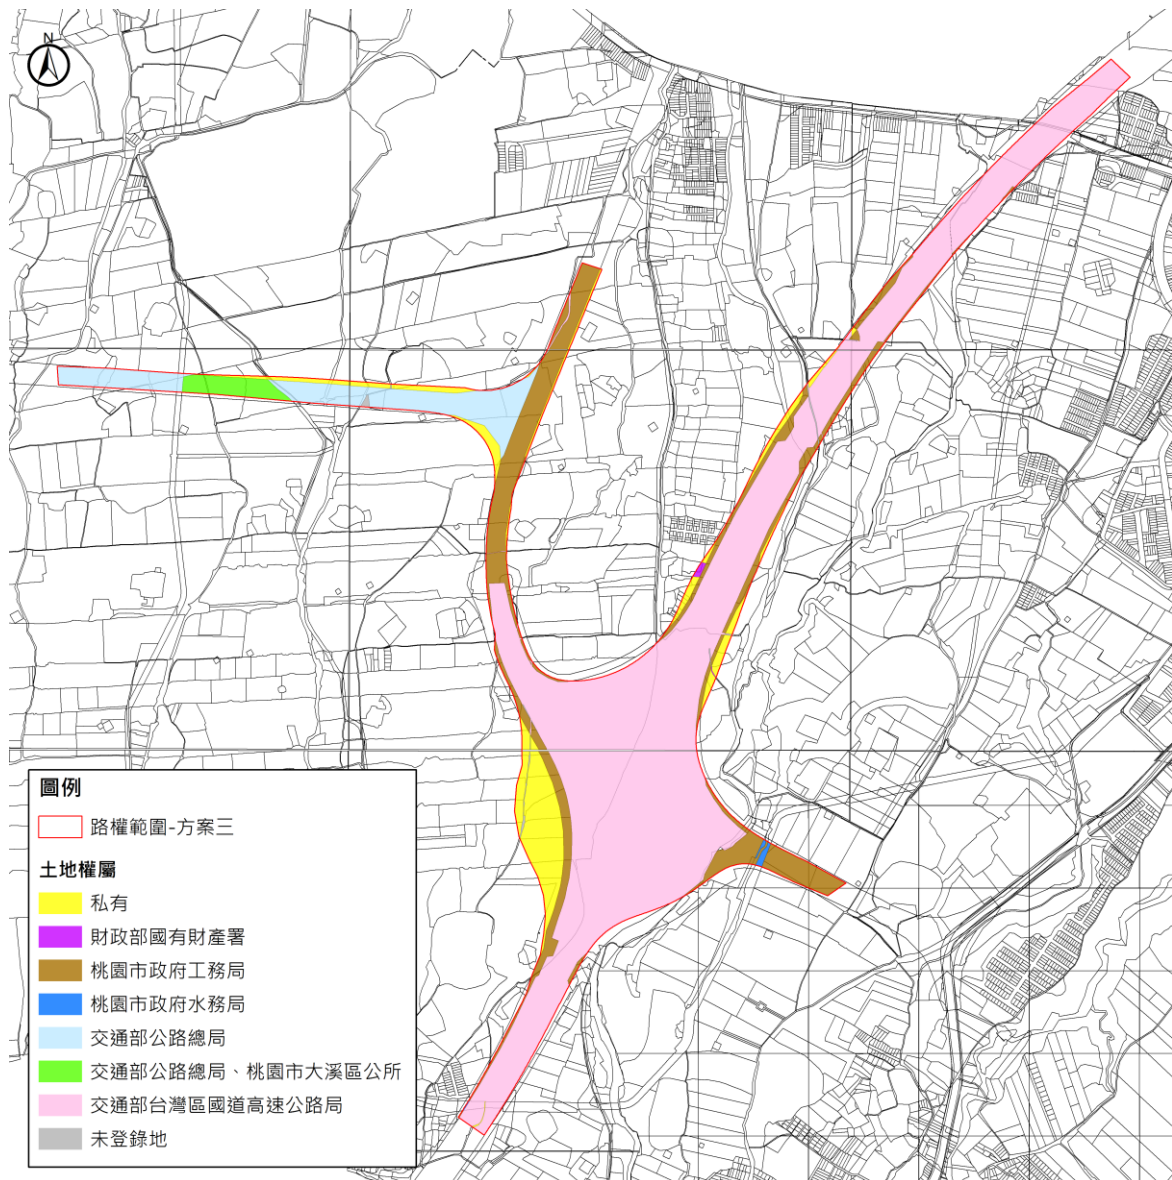 N
圖例
路權範圍-方案三
土地權屬
私有
財政部國有財產署
桃園市政府工務局
桃園市政府水務局
交通部公路總局
交通部公路總局、桃園市大溪區公所
交通部台灣區國道高速公路局
未登錄地